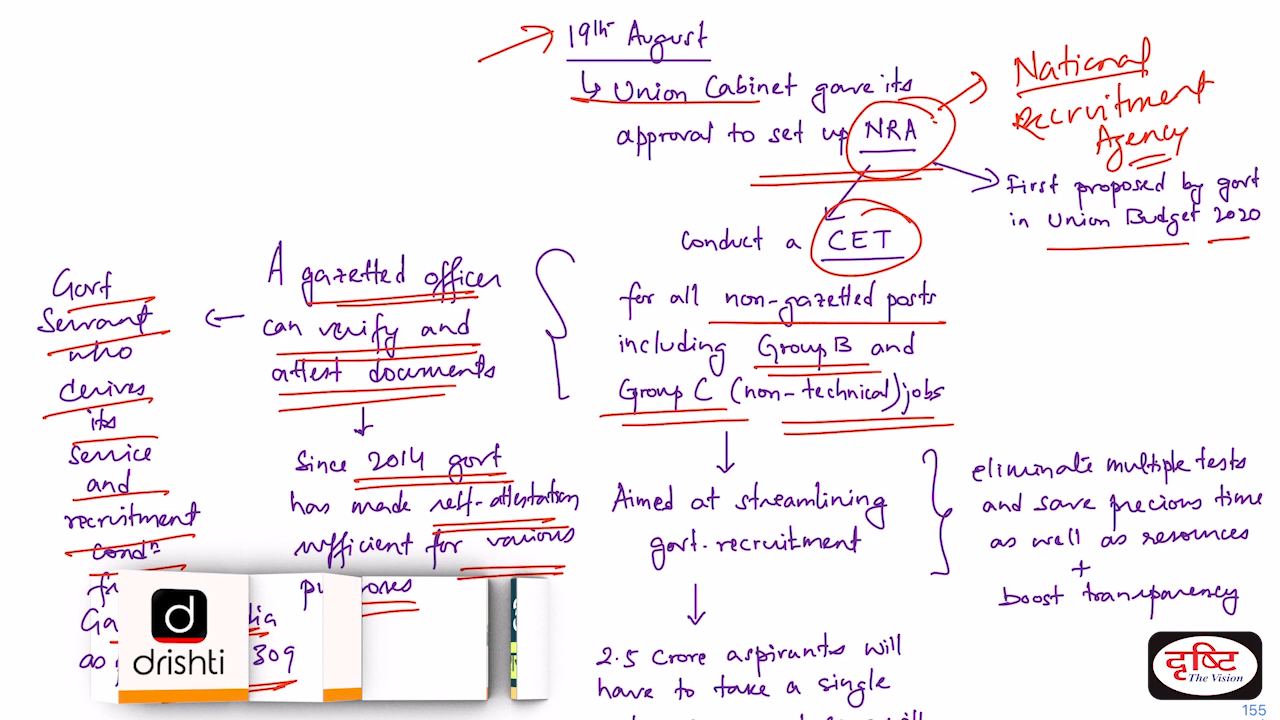 19th August
↳ Union Cabinet gave its
approval to set up NRA
National
Recruitment
Agency
First proposed by govt
in Union Budget 2020
conduct a CET
for all non-gazetted posts
including Group B and
Group C (non-technical) jobs
Aimed at streamlining
govt. recruitment
2.5 Crore aspirants will
have to take a single
eliminate multiple tests
and save precious time
as well as resources
+
boost transparency
A gazetted officer
can verify and
attest documents
Since 2014 govt
has made self-attestation
sufficient for various
Govt
Servant
who
derives
its
service
and
recruitment
condn
as
309
drishti
दृष्टि
The Vision
155